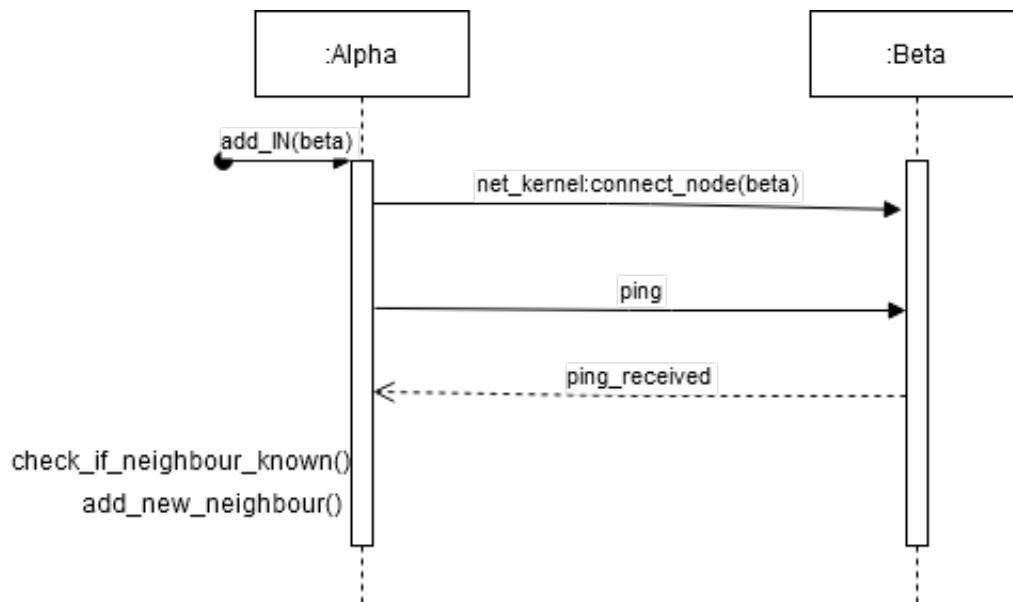 :Alpha
:Beta
add_IN(beta)
net_kernel:connect_node(beta)
ping
ping_received
check_if_neighbour_known()
add_new_neighbour()